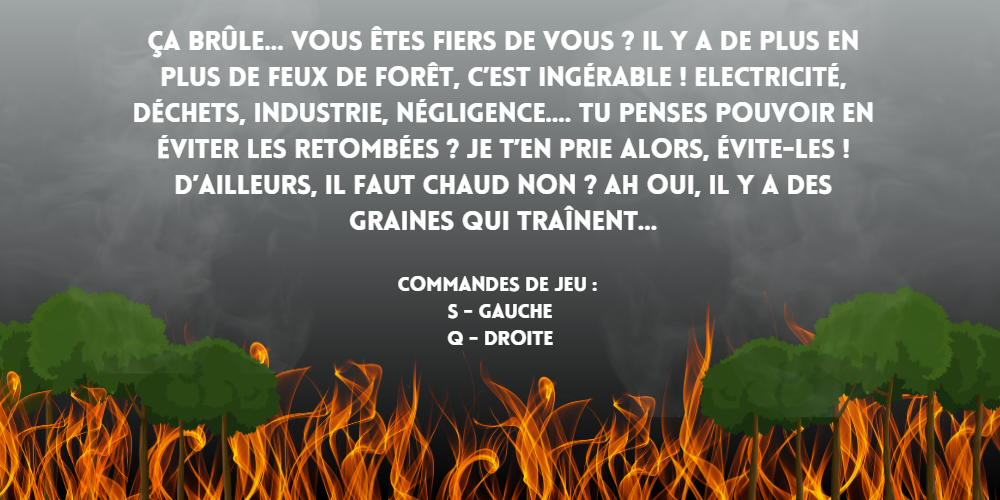 ÇA BRÛLE... VOUS ÊTES FIERS DE VOUS ? IL Y A DE PLUS EN
PLUS DE FEUX DE FORÊT, C'EST INGÉRABLE ! ELECTRICITÉ,
DÉCHETS, INDUSTRIE, NÉGLIGENCE.... TU PENSES POUVOIR EN
ÉVITER LES RETOMBÉES ? JE T'EN PRIE ALORS, ÉVITE-LES !
D'AILLEURS, IL FAUT CHAUD NON ? AH OUI, IL Y A DES
GRAINES QUI TRAÎNENT...
COMMANDES DE JEU :
S - GAUCHE
Q - DROITE